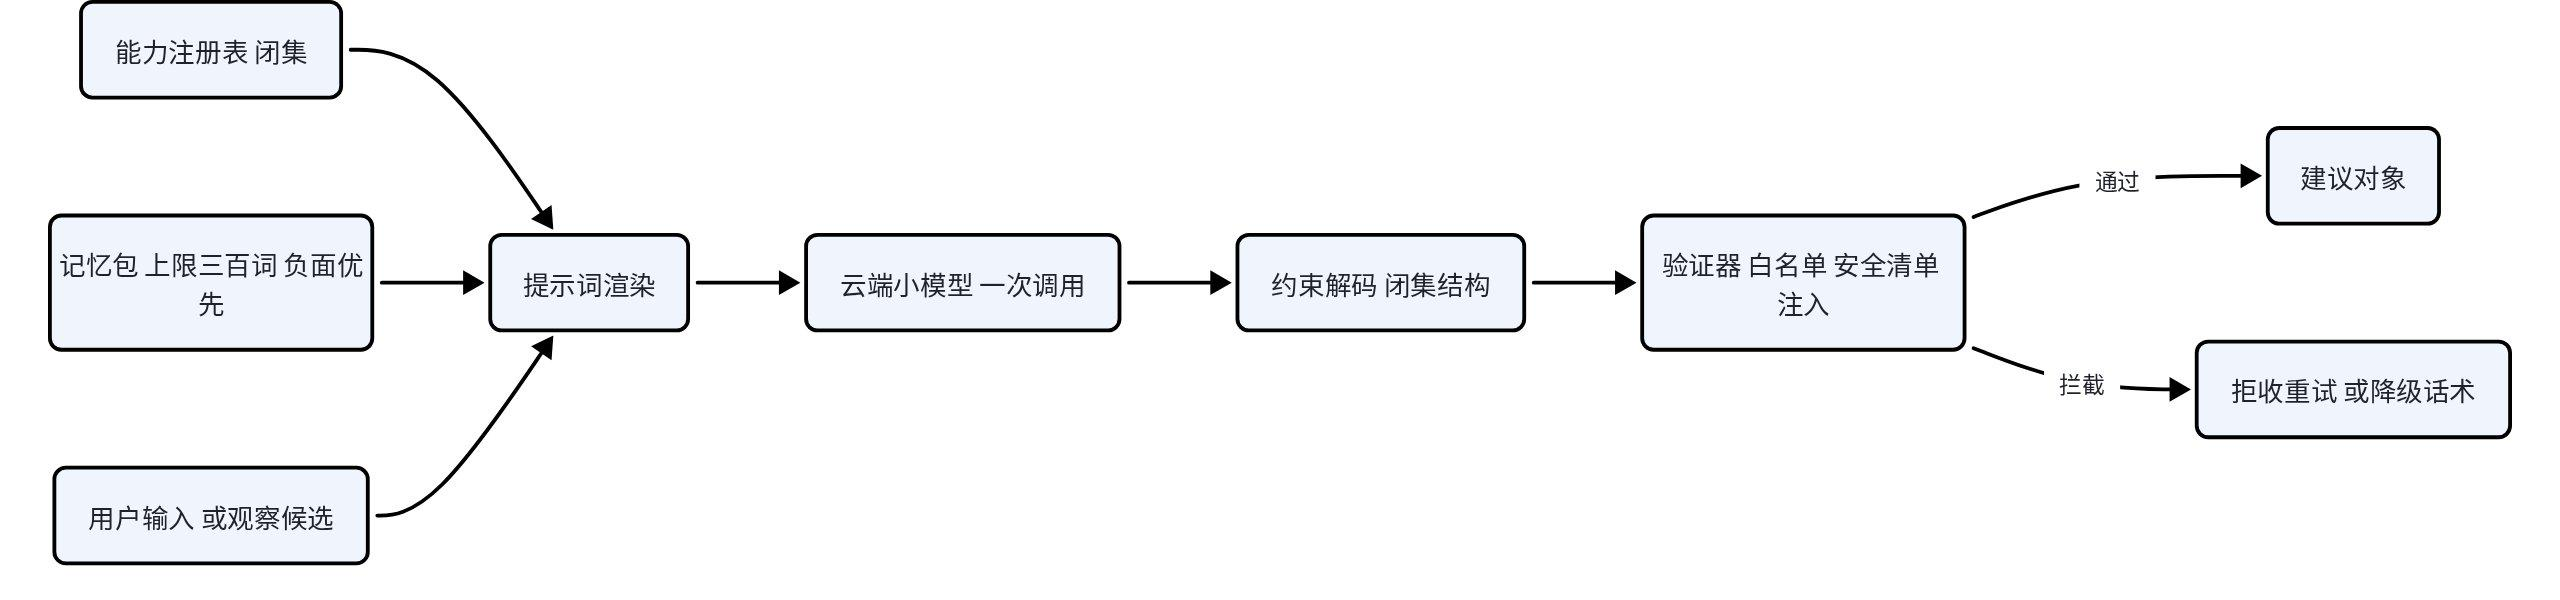 能力注册表 闭集
记忆包 上限三百词 负面优
先
用户输入 或观察候选
提示词渲染
云端小模型 一次调用
约束解码 闭集结构
验证器 白名单 安全清单
注入
通过
建议对象
拦截
拒收重试 或降级话术